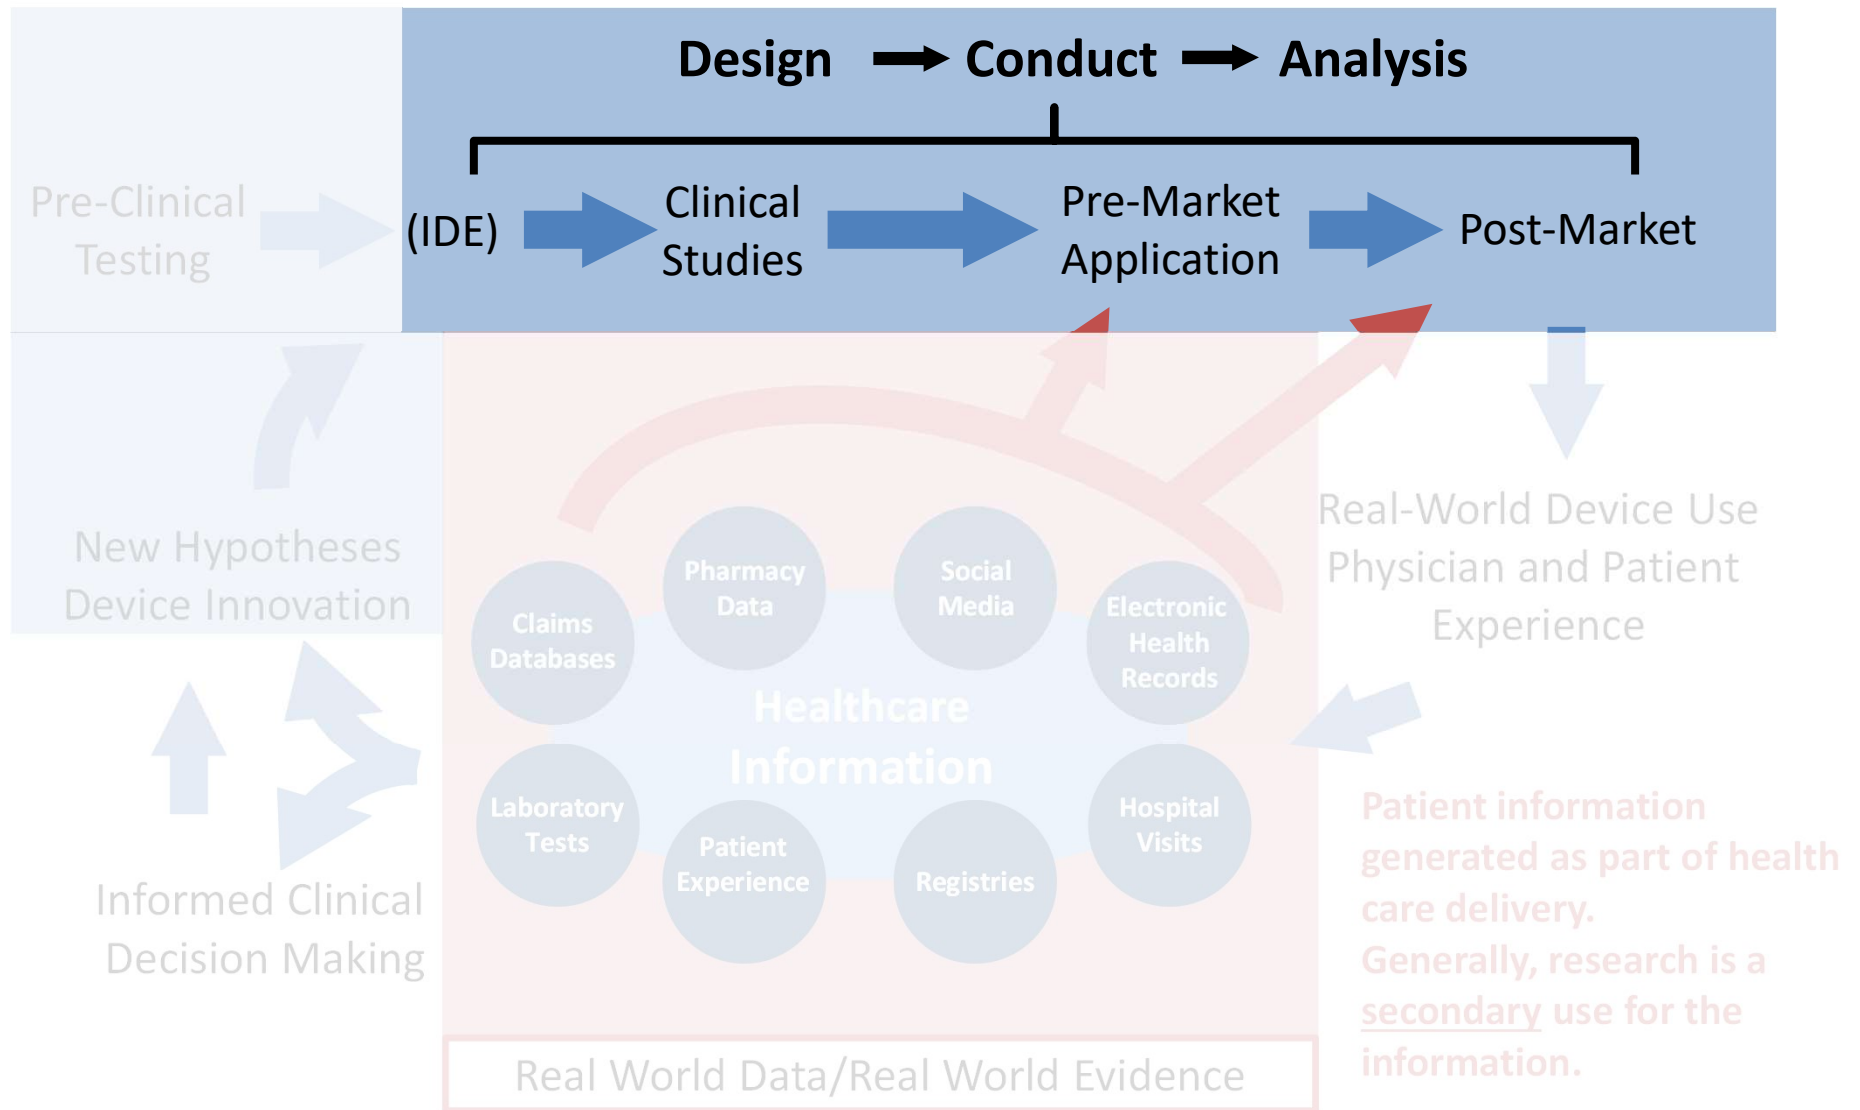 Design Conduct Analysis
Pre-Clinical
Testing
(IDE)
Clinical
Studies
Pre-Market
Application
Post-Market
New Hypotheses
Device Innovation
Real-World Device Use
Physician and Patient
Experience
Claims
Databases
Pharmacy
Data
Social
Media
Electronic
Health
Records
Healthcare
Information
Laboratory
Tests
Patient
Experience
Registries
Hospital
Visits
Informed Clinical
Decision Making
Patient information
generated as part of health
care delivery.
Generally, research is a
secondary use for the
information.
Real World Data/Real World Evidence